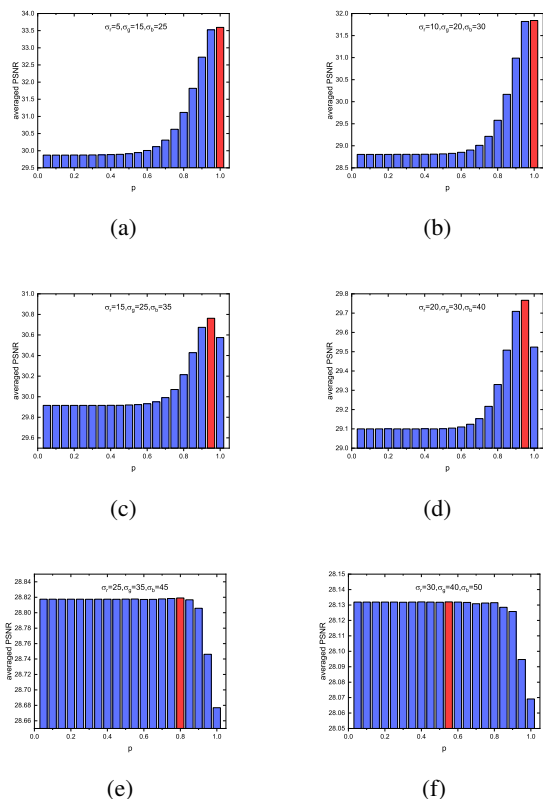 σr=5,σg=15,σb=25
averaged PSNR
34.0
33.5
33.0
32.5
32.0
31.5
31.0
30.5
30.0
29.5
0.0 0.2 0.4 0.6 0.8 1.0
p
(a)
σr=10,σg=20,σb=30
averaged PSNR
32.0
31.5
31.0
30.5
30.0
29.5
29.0
28.5
0.0 0.2 0.4 0.6 0.8 1.0
p
(b)
σr=15,σg=25,σb=35
averaged PSNR
31.0
30.8
30.6
30.4
30.2
30.0
29.8
29.6
0.0 0.2 0.4 0.6 0.8 1.0
p
(c)
σr=20,σg=30,σb=40
averaged PSNR
29.8
29.7
29.6
29.5
29.4
29.3
29.2
29.1
29.0
0.0 0.2 0.4 0.6 0.8 1.0
p
(d)
σr=25,σg=35,σb=45
averaged PSNR
28.84
28.82
28.80
28.78
28.76
28.74
28.72
28.70
28.68
28.66
0.0 0.2 0.4 0.6 0.8 1.0
p
(e)
σr=30,σg=40,σb=50
averaged PSNR
28.15
28.14
28.13
28.12
28.11
28.10
28.09
28.08
28.07
28.06
28.05
0.0 0.2 0.4 0.6 0.8 1.0
p
(f)